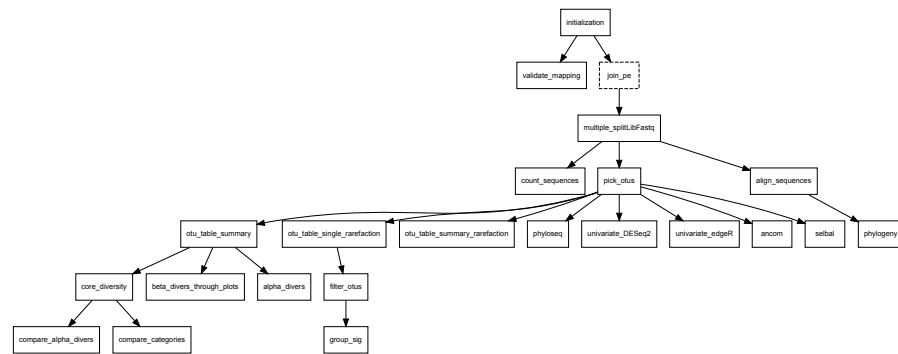 initialization
validate_mapping
join_pe
multiple_splitLibFastq
count_sequences
pick_otus
align_sequences
otu_table_summary
otu_table_single_rarefaction
otu_table_summary_rarefaction
phyloseq
univariate_DESeq2
univariate_edgeR
ancom
selbal
phylogeny
core_diversity
beta_divers_through_plots
alpha_divers
filter_otus
compare_alpha_divers
compare_categories
group_sig